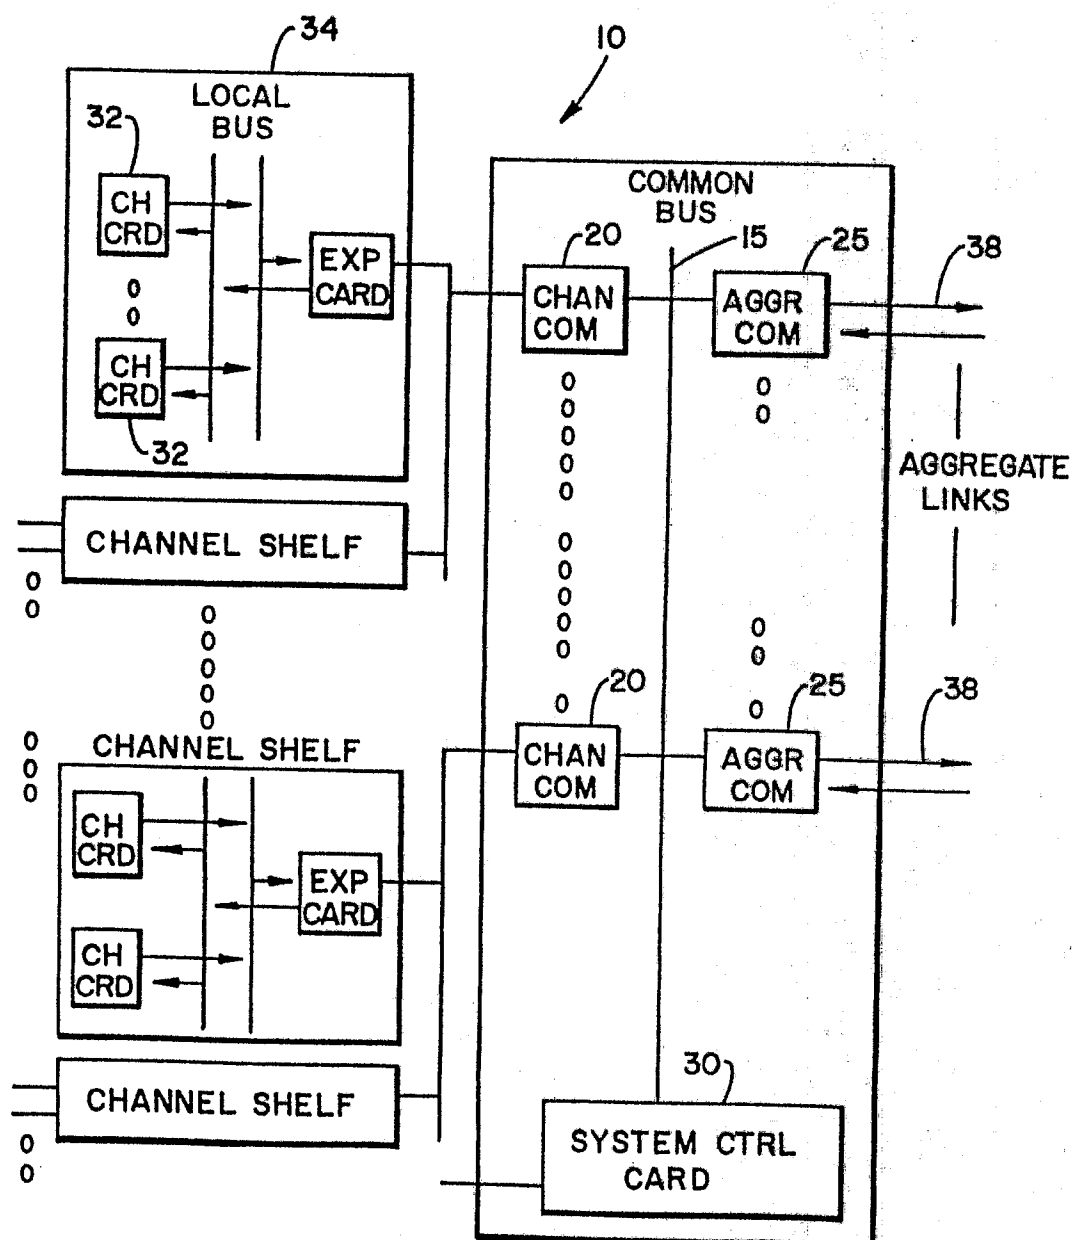 34
10
LOCAL
BUS
32
CH
CRD
EXP
CARD
CH
CRD
32
COMMON
BUS
20
15
25
38
CHAN
COM
AGGR
COM
AGGREGATE
LINKS
CHANNEL SHELF
20
25
38
CHAN
COM
AGGR
COM
CHANNEL SHELF
CH
CRD
EXP
CARD
CH
CRD
CHANNEL SHELF
30
SYSTEM CTRL
CARD